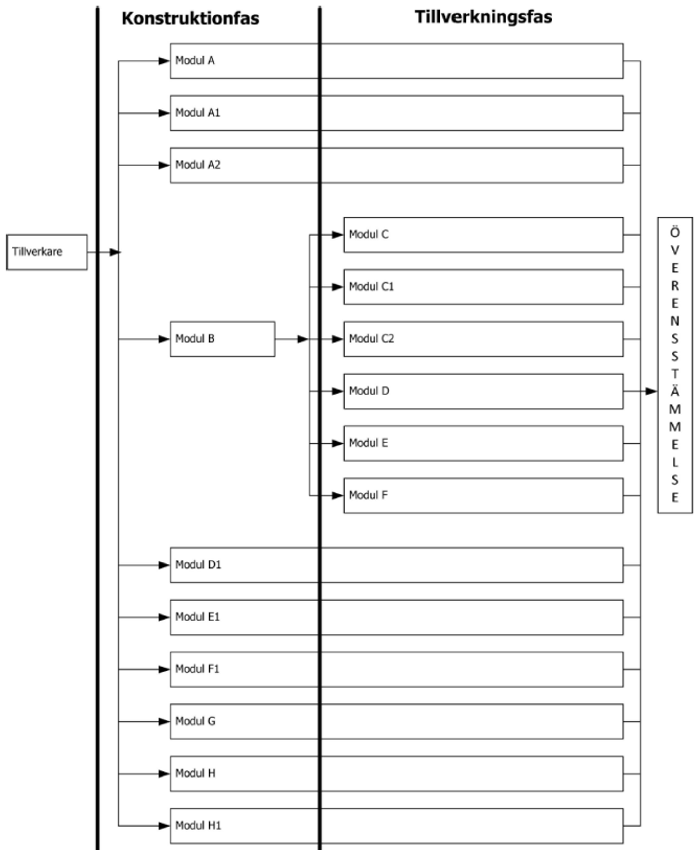 Konstruktionfas
Tillverkningsfas
Modul A
Modul A1
Modul A2
Tillverkare
Modul B
Modul C
Modul C1
Modul C2
Modul D
Modul E
Modul F
ÖVERENSSTÄMMELSE
Modul D1
Modul E1
Modul F1
Modul G
Modul H
Modul H1